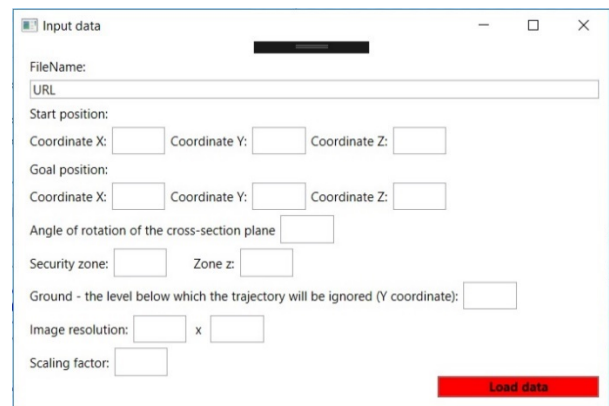 Input data
FileName:
URL
Start position:
Coordinate X: Coordinate Y: Coordinate Z:
Goal position:
Coordinate X: Coordinate Y: Coordinate Z:
Angle of rotation of the cross-section plane
Security zone: Zone z:
Ground - the level below which the trajectory will be ignored (Y coordinate):
Image resolution: x
Scaling factor:
Load data